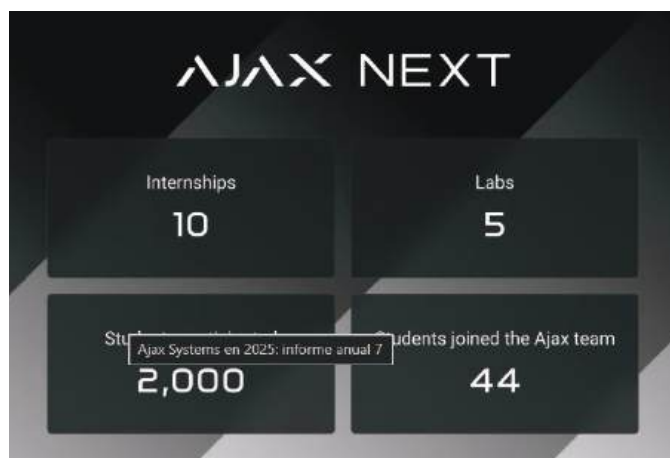 AJAX NEXT
Internships
10
Labs
5
Ajax Systems en 2025: informe anual 7
2,000
Students joined the Ajax team
44